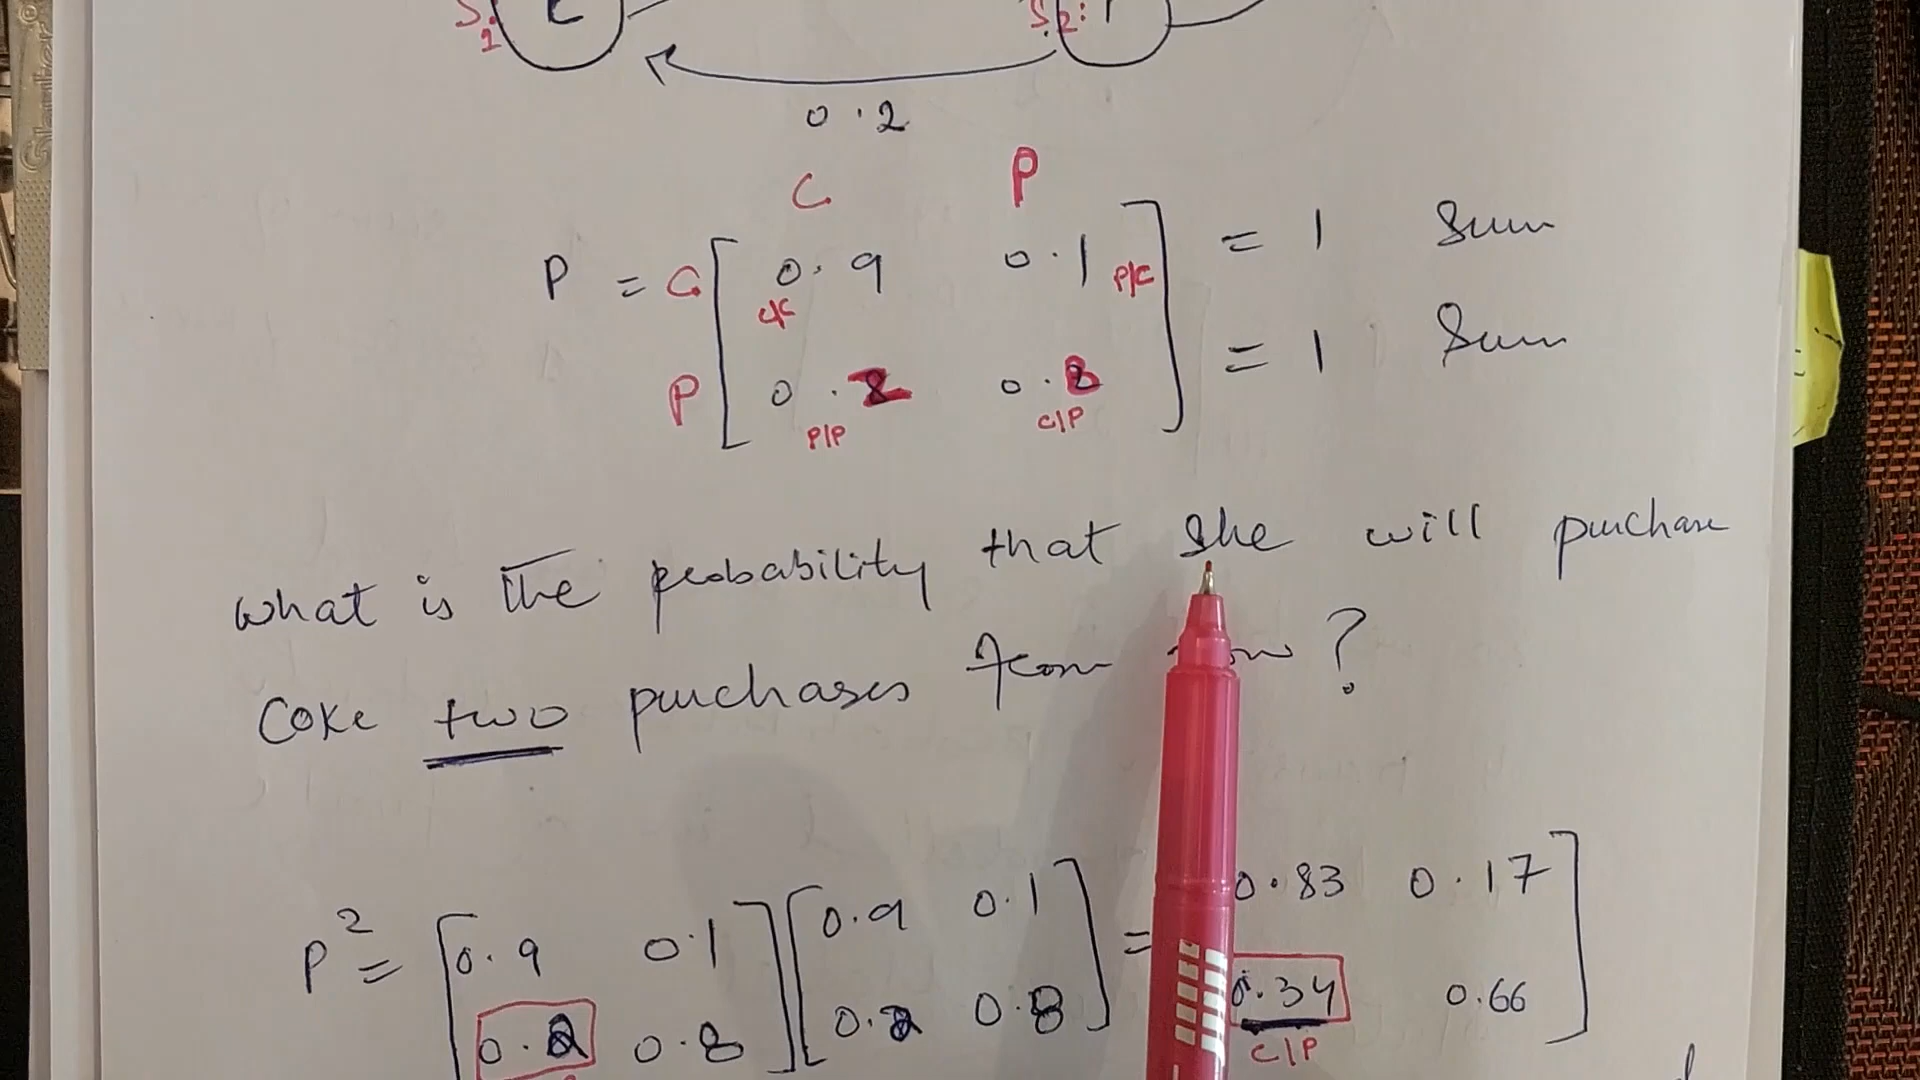 S1: C S2: P
0.2
C P
P = C [ 0.9 0.1 ] = 1 Sum
C/C P/C
P [ 0.2 0.8 ] = 1 Sum
P/P C/P
what is the probability that she will purchase
Coke two purchases from ?
P² = [ 0.9 0.1 ] [ 0.9 0.1 ] = 0.83 0.17 ]
0.2 0.8 0.2 0.8 0.34 0.66
C/P